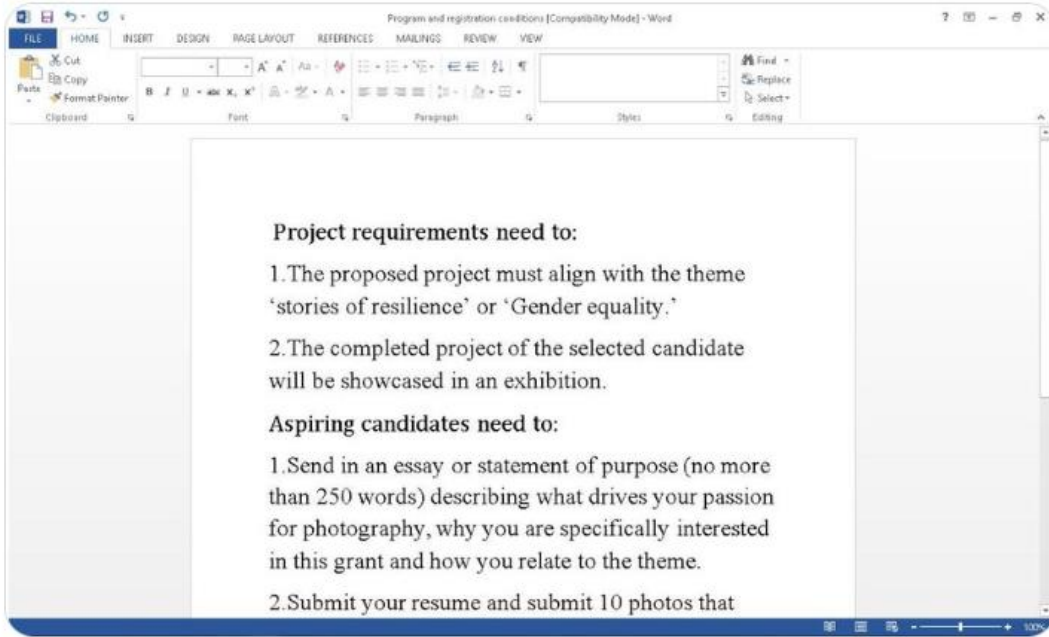 Program and registration conditions [Compatibility Mode] - Word
FILE HOME INSERT DESIGN PAGE LAYOUT REFERENCES MAILINGS REVIEW VIEW
Paste
Cut
Copy
Format Painter
Find
Replace
Select
Clipboard Font Paragraph Styles Editing
Project requirements need to:
1.The proposed project must align with the theme
‘stories of resilience’ or ‘Gender equality.’
2.The completed project of the selected candidate
will be showcased in an exhibition.
Aspiring candidates need to:
1.Send in an essay or statement of purpose (no more
than 250 words) describing what drives your passion
for photography, why you are specifically interested
in this grant and how you relate to the theme.
2.Submit your resume and submit 10 photos that
100%